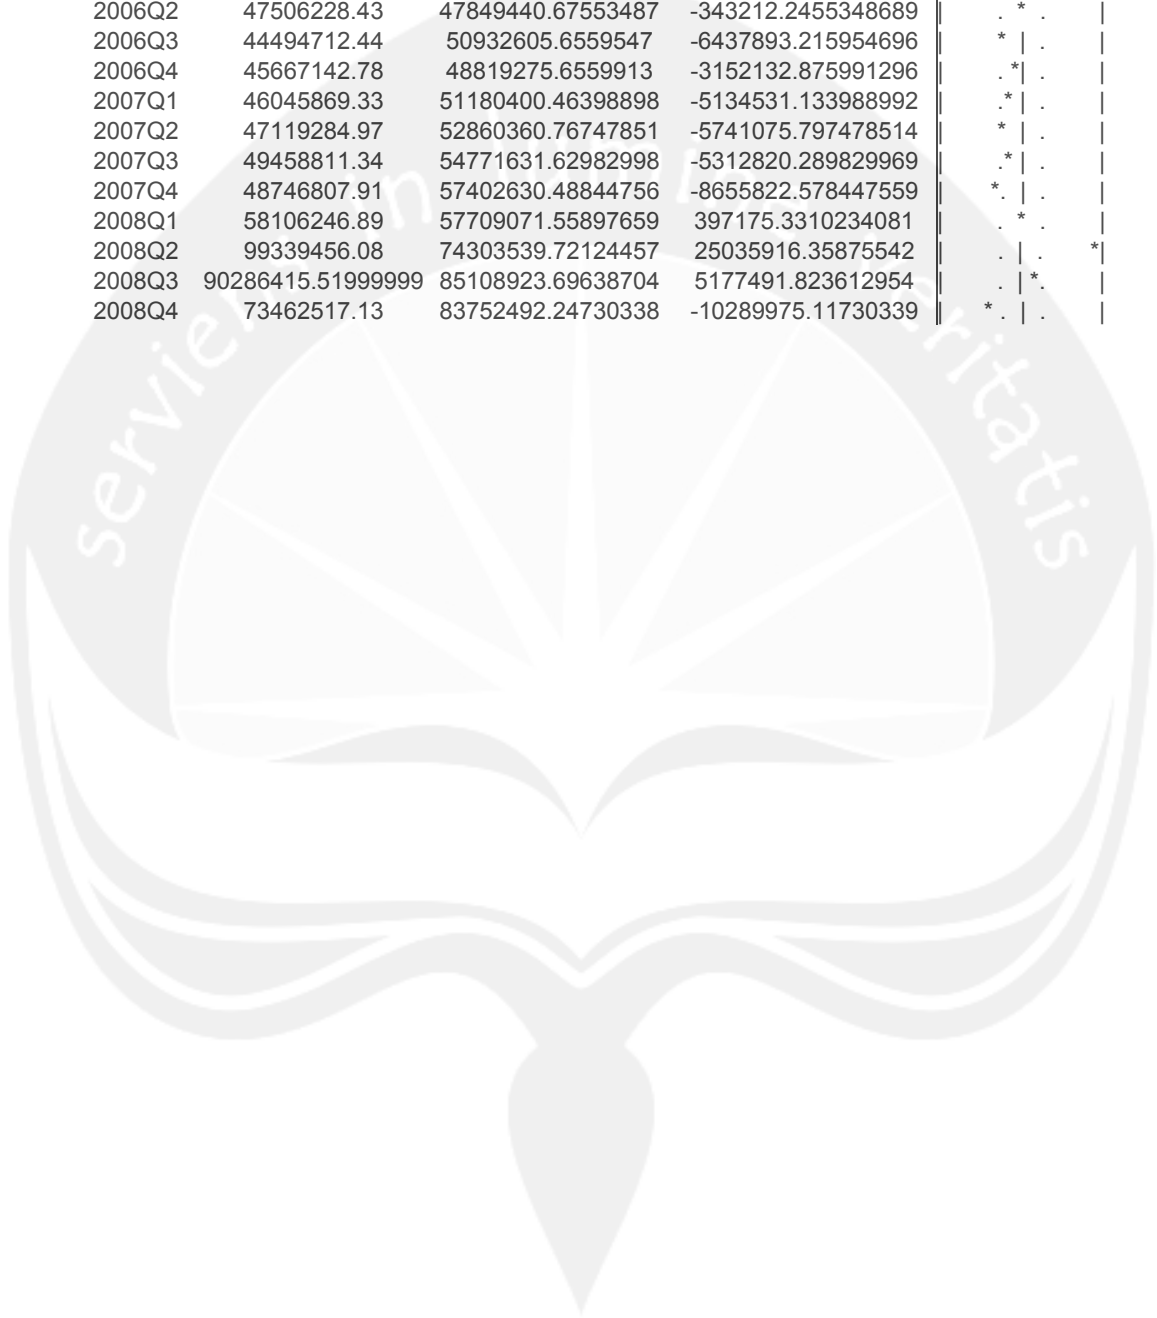 2006Q2 47506228.43 47849440.67553487 -343212.2455348689 | . * . |
2006Q3 44494712.44 50932605.6559547 -6437893.215954696 | * | . |
2006Q4 45667142.78 48819275.6559913 -3152132.875991296 | . *| . |
2007Q1 46045869.33 51180400.46398898 -5134531.133988992 | .* | . |
2007Q2 47119284.97 52860360.76747851 -5741075.797478514 | * | . |
2007Q3 49458811.34 54771631.62982998 -5312820.289829969 | .* | . |
2007Q4 48746807.91 57402630.48844756 -8655822.578447559 | *. | . |
2008Q1 58106246.89 57709071.55897659 397175.3310234081 | . * . |
2008Q2 99339456.08 74303539.72124457 25035916.35875542 | . | . *|
2008Q3 90286415.51999999 85108923.69638704 5177491.823612954 | . | *. |
2008Q4 73462517.13 83752492.24730338 -10289975.11730339 | * . | . |
serviens in lumine veritatis